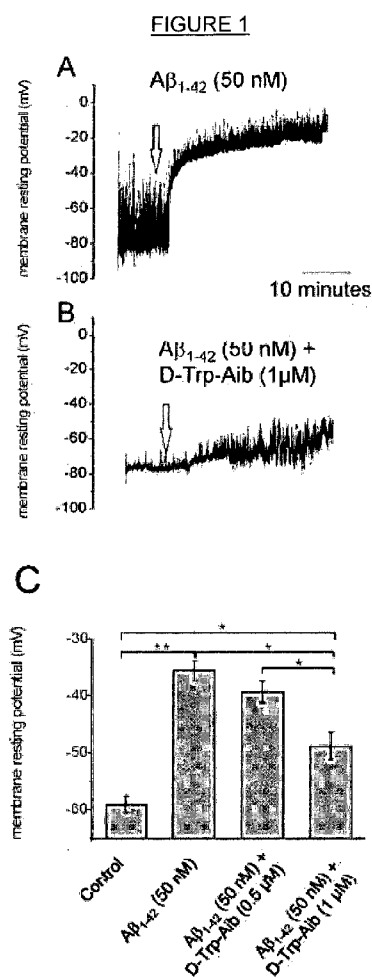 FIGURE 1
A
Aβ1-42 (50 nM)
membrane resting potential (mV)
0
-20
-40
-60
-80
-100
10 minutes
B
Aβ1-42 (50 nM) +
D-Trp-Aib (1µM)
membrane resting potential (mV)
0
-20
-40
-60
-80
-100
C
membrane resting potential (mV)
-30
-40
-50
-60
*
**
*
*
Control
Aβ1-42 (50 nM)
Aβ1-42 (50 nM) +
D-Trp-Aib (0.5 µM)
Aβ1-42 (50 nM) +
D-Trp-Aib (1 µM)